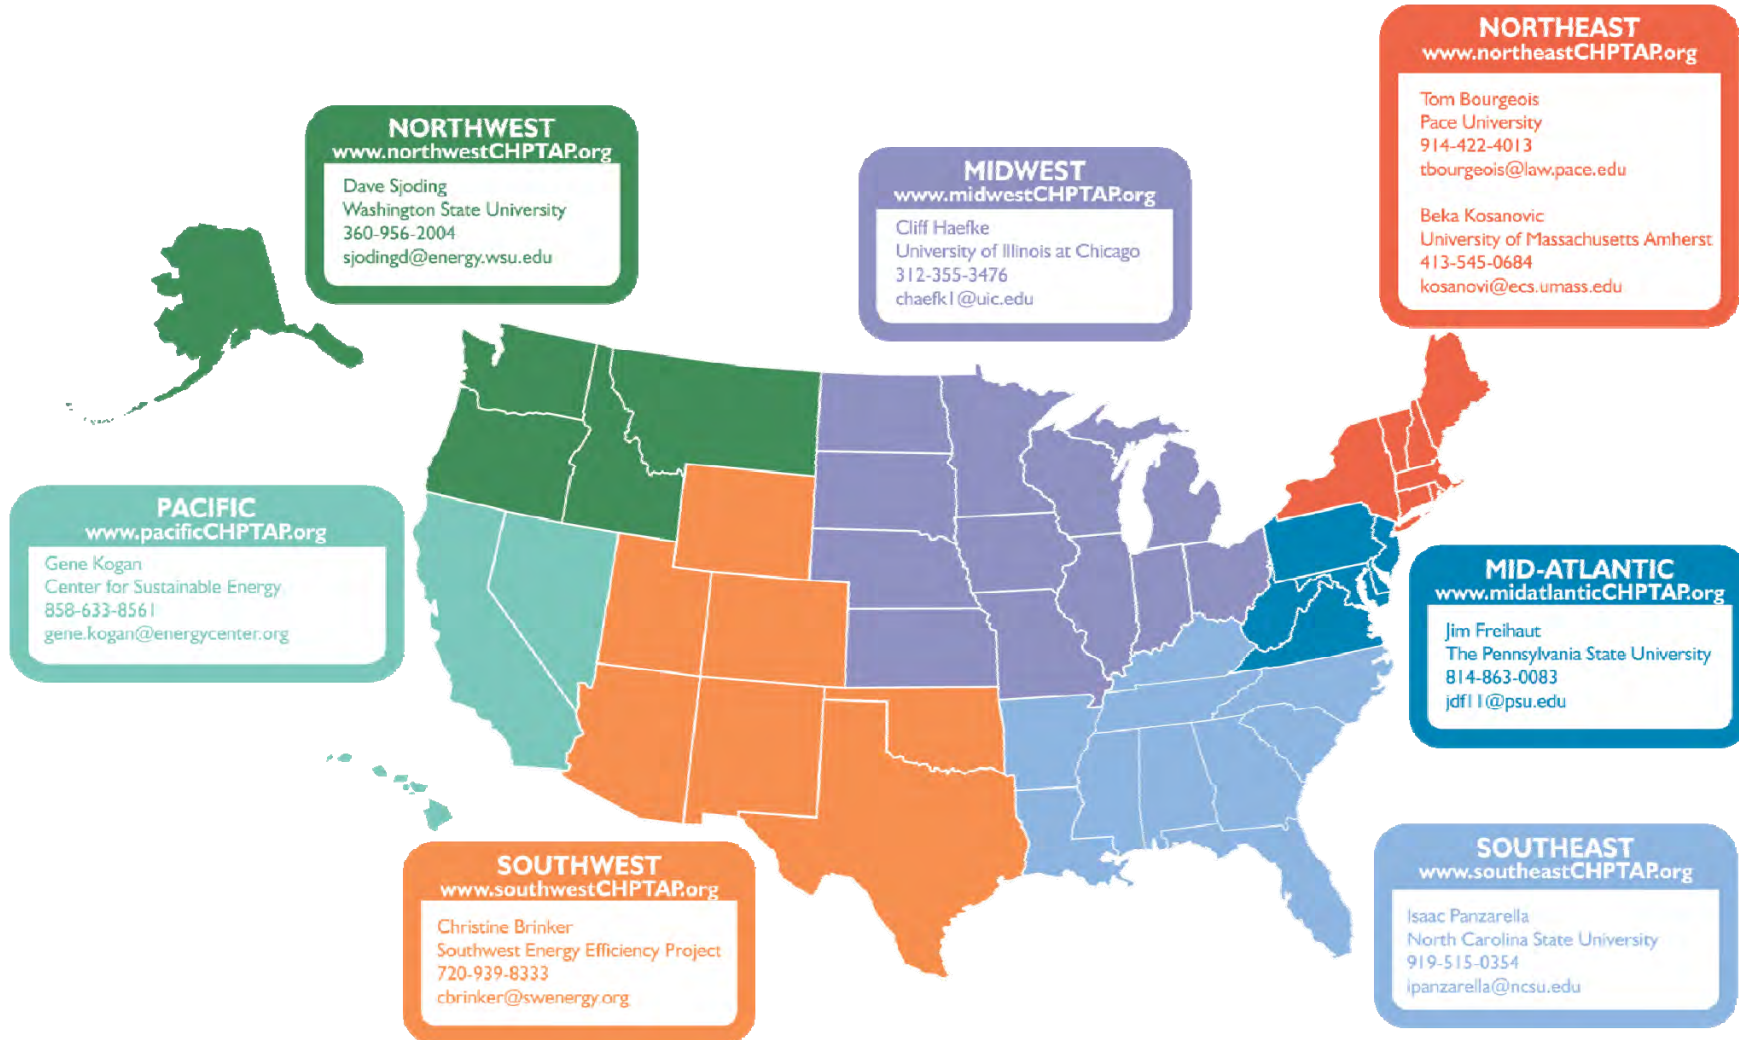 NORTHEAST
www.northeastCHPTAP.org
Tom Bourgeois
Pace University
914-422-4013
tbourgeois@law.pace.edu
Beka Kosanovic
University of Massachusetts Amherst
413-545-0684
kosanovi@ecs.umass.edu
NORTHWEST
www.northwestCHPTAP.org
Dave Sjoding
Washington State University
360-956-2004
sjodingd@energy.wsu.edu
MIDWEST
www.midwestCHPTAP.org
Cliff Haefke
University of Illinois at Chicago
312-355-3476
chaefk1@uic.edu
PACIFIC
www.pacificCHPTAP.org
Gene Kogan
Center for Sustainable Energy
858-633-8561
gene.kogan@energycenter.org
MID-ATLANTIC
www.midatlanticCHPTAP.org
Jim Freihaut
The Pennsylvania State University
814-863-0083
jdf11@psu.edu
SOUTHWEST
www.southwestCHPTAP.org
Christine Brinker
Southwest Energy Efficiency Project
720-939-8333
cbrinker@swenergy.org
SOUTHEAST
www.southeastCHPTAP.org
Isaac Panzarella
North Carolina State University
919-515-0354
ipanzarella@ncsu.edu